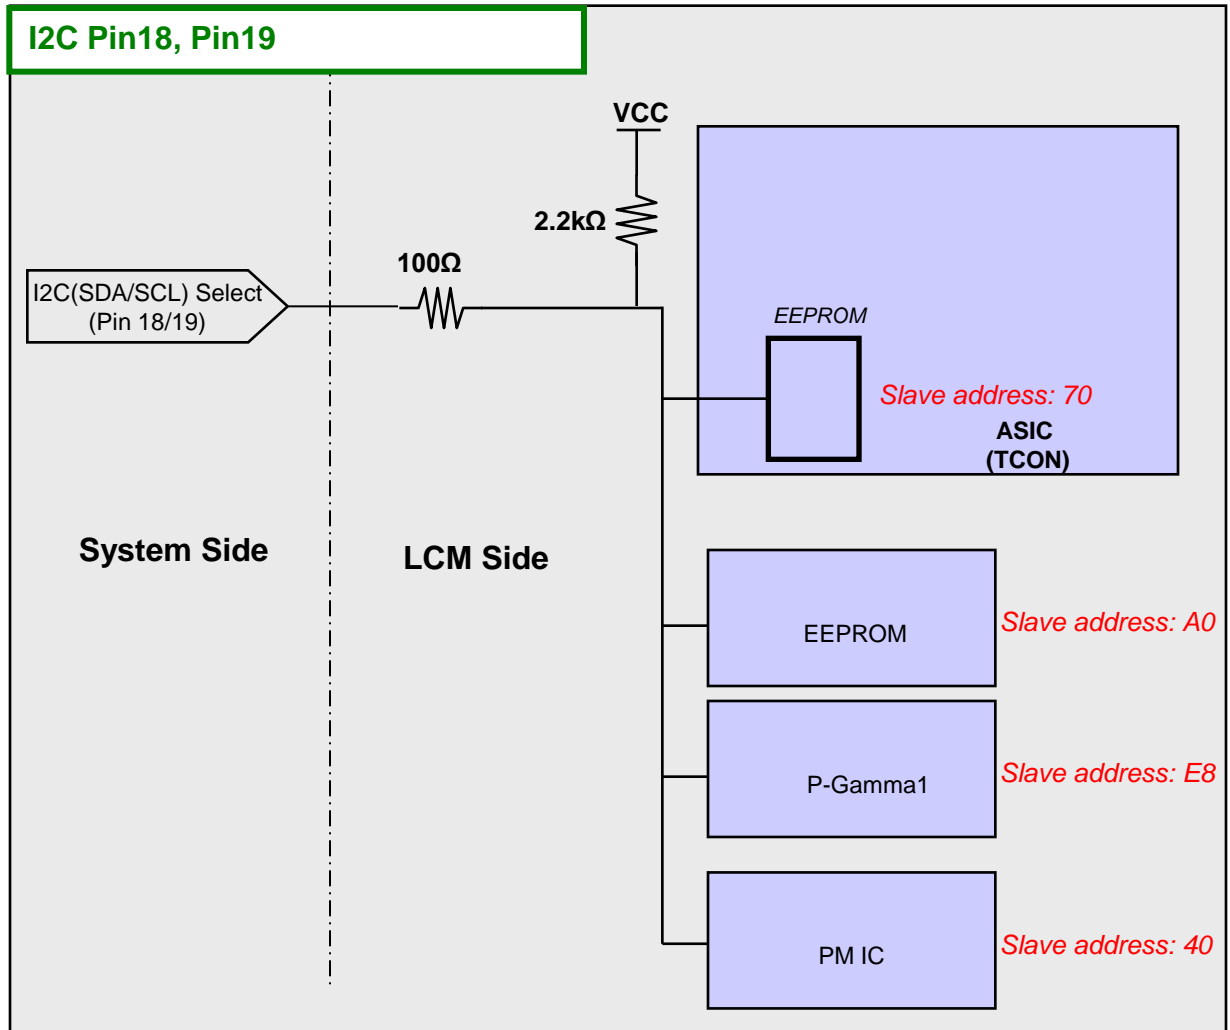 I2C Pin18, Pin19
VCC
2.2kΩ
100Ω
I2C(SDA/SCL) Select
(Pin 18/19)
EEPROM
Slave address: 70
ASIC
(TCON)
System Side
LCM Side
EEPROM
Slave address: A0
P-Gamma1
Slave address: E8
PM IC
Slave address: 40